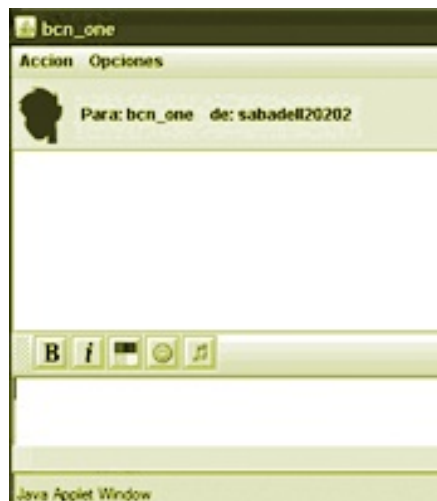 bcn_one
Accion Opciones
Para: bcn_one de: sabadell20202
B i
Java Applet Window